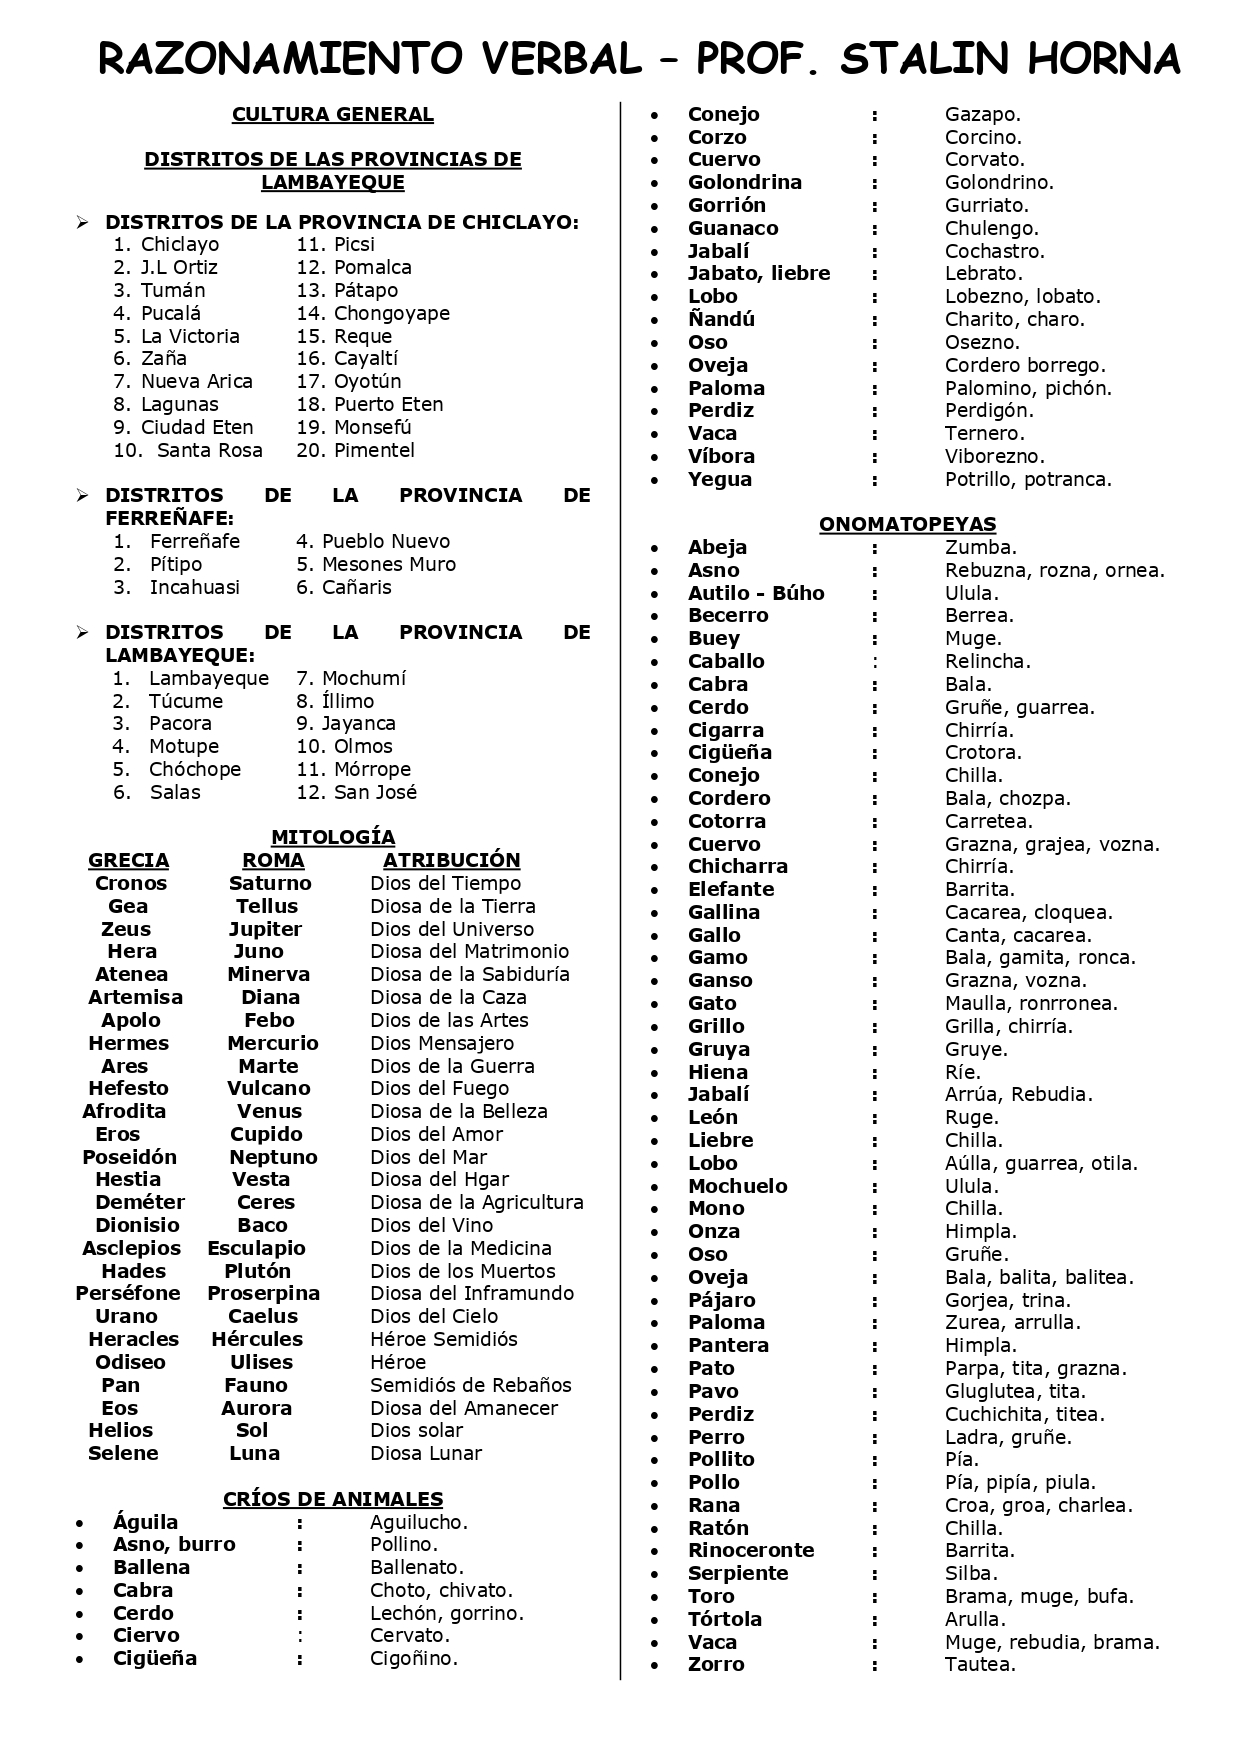 RAZONAMIENTO VERBAL – PROF. STALIN HORNA
CULTURA GENERAL
DISTRITOS DE LAS PROVINCIAS DE
LAMBAYEQUE
➢ DISTRITOS DE LA PROVINCIA DE CHICLAYO:
1. Chiclayo 11. Picsi
2. J.L Ortiz 12. Pomalca
3. Tumán 13. Pátapo
4. Pucalá 14. Chongoyape
5. La Victoria 15. Reque
6. Zaña 16. Cayaltí
7. Nueva Arica 17. Oyotún
8. Lagunas 18. Puerto Eten
9. Ciudad Eten 19. Monsefú
10. Santa Rosa 20. Pimentel
➢ DISTRITOS DE LA PROVINCIA DE
FERREÑAFE:
1. Ferreñafe 4. Pueblo Nuevo
2. Pítipo 5. Mesones Muro
3. Incahuasi 6. Cañaris
➢ DISTRITOS DE LA PROVINCIA DE
LAMBAYEQUE:
1. Lambayeque 7. Mochumí
2. Túcume 8. Íllimo
3. Pacora 9. Jayanca
4. Motupe 10. Olmos
5. Chóchope 11. Mórrope
6. Salas 12. San José
MITOLOGÍA
GRECIA ROMA ATRIBUCIÓN
Cronos Saturno Dios del Tiempo
Gea Tellus Diosa de la Tierra
Zeus Jupiter Dios del Universo
Hera Juno Diosa del Matrimonio
Atenea Minerva Diosa de la Sabiduría
Artemisa Diana Diosa de la Caza
Apolo Febo Dios de las Artes
Hermes Mercurio Dios Mensajero
Ares Marte Dios de la Guerra
Hefesto Vulcano Dios del Fuego
Afrodita Venus Diosa de la Belleza
Eros Cupido Dios del Amor
Poseidón Neptuno Dios del Mar
Hestia Vesta Diosa del Hgar
Deméter Ceres Diosa de la Agricultura
Dionisio Baco Dios del Vino
Asclepios Esculapio Dios de la Medicina
Hades Plutón Dios de los Muertos
Perséfone Proserpina Diosa del Inframundo
Urano Caelus Dios del Cielo
Heracles Hércules Héroe Semidiós
Odiseo Ulises Héroe
Pan Fauno Semidiós de Rebaños
Eos Aurora Diosa del Amanecer
Helios Sol Dios solar
Selene Luna Diosa Lunar
CRÍOS DE ANIMALES
• Águila : Aguilucho.
• Asno, burro : Pollino.
• Ballena : Ballenato.
• Cabra : Choto, chivato.
• Cerdo : Lechón, gorrino.
• Ciervo : Cervato.
• Cigüeña : Cigoñino.
• Conejo : Gazapo.
• Corzo : Corcino.
• Cuervo : Corvato.
• Golondrina : Golondrino.
• Gorrión : Gurriato.
• Guanaco : Chulengo.
• Jabalí : Cochastro.
• Jabato, liebre : Lebrato.
• Lobo : Lobezno, lobato.
• Ñandú : Charito, charo.
• Oso : Osezno.
• Oveja : Cordero borrego.
• Paloma : Palomino, pichón.
• Perdiz : Perdigón.
• Vaca : Ternero.
• Víbora : Viborezno.
• Yegua : Potrillo, potranca.
ONOMATOPEYAS
• Abeja : Zumba.
• Asno : Rebuzna, rozna, ornea.
• Autilo - Búho : Ulula.
• Becerro : Berrea.
• Buey : Muge.
• Caballo : Relincha.
• Cabra : Bala.
• Cerdo : Gruñe, guarrea.
• Cigarra : Chirría.
• Cigüeña : Crotora.
• Conejo : Chilla.
• Cordero : Bala, chozpa.
• Cotorra : Carretea.
• Cuervo : Grazna, grajea, vozna.
• Chicharra : Chirría.
• Elefante : Barrita.
• Gallina : Cacarea, cloquea.
• Gallo : Canta, cacarea.
• Gamo : Bala, gamita, ronca.
• Ganso : Grazna, vozna.
• Gato : Maulla, ronrronea.
• Grillo : Grilla, chirría.
• Gruya : Gruye.
• Hiena : Ríe.
• Jabalí : Arrúa, Rebudia.
• León : Ruge.
• Liebre : Chilla.
• Lobo : Aúlla, guarrea, otila.
• Mochuelo : Ulula.
• Mono : Chilla.
• Onza : Himpla.
• Oso : Gruñe.
• Oveja : Bala, balita, balitea.
• Pájaro : Gorjea, trina.
• Paloma : Zurea, arrulla.
• Pantera : Himpla.
• Pato : Parpa, tita, grazna.
• Pavo : Gluglutea, tita.
• Perdiz : Cuchichita, titea.
• Perro : Ladra, gruñe.
• Pollito : Pía.
• Pollo : Pía, pipía, piula.
• Rana : Croa, groa, charlea.
• Ratón : Chilla.
• Rinoceronte : Barrita.
• Serpiente : Silba.
• Toro : Brama, muge, bufa.
• Tórtola : Arulla.
• Vaca : Muge, rebudia, brama.
• Zorro : Tautea.